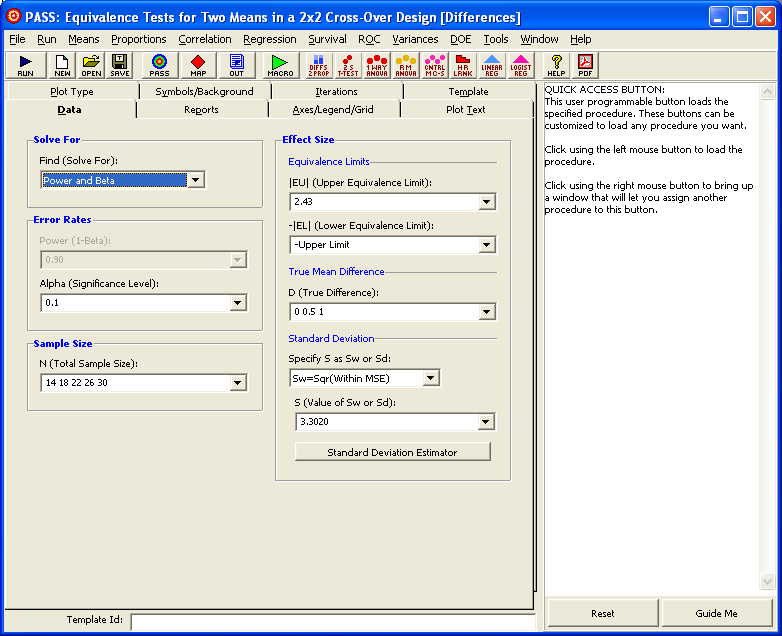 PASS: Equivalence Tests for Two Means in a 2x2 Cross-Over Design [Differences]
File Run Means Proportions Correlation Regression Survival ROC Variances DOE Tools Window Help
RUN NEW OPEN SAVE PASS MAP OUT MACRO DIFFS 2 PROP 2 S T-TEST 1 WAY ANOVA R M ANOVA CNTRL M C-S HR LRNK LINEAR REG LOGIST REG HELP PDF
Plot Type Symbols/Background Iterations Template
Data Reports Axes/Legend/Grid Plot Text
Solve For
Find (Solve For):
Power and Beta
Error Rates
Power (1-Beta):
0.90
Alpha (Significance Level):
0.1
Sample Size
N (Total Sample Size):
14 18 22 26 30
Effect Size
Equivalence Limits
|EU| (Upper Equivalence Limit):
2.43
-|EL| (Lower Equivalence Limit):
-Upper Limit
True Mean Difference
D (True Difference):
0 0.5 1
Standard Deviation
Specify S as Sw or Sd:
Sw=Sqr(Within MSE)
S (Value of Sw or Sd):
3.3020
Standard Deviation Estimator
QUICK ACCESS BUTTON:
This user programmable button loads the
specified procedure. These buttons can be
customized to load any procedure you want.
Click using the left mouse button to load the
procedure.
Click using the right mouse button to bring up
a window that will let you assign another
procedure to this button.
Template Id:
Reset Guide Me